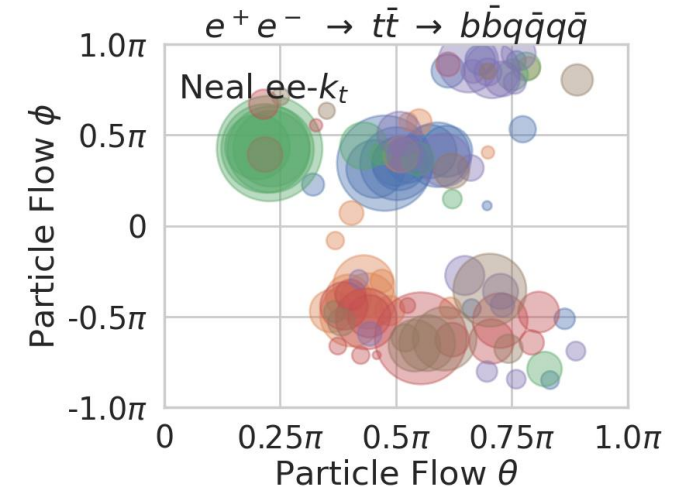 e⁺e⁻ → tt̄ → bb̄qq̄qq̄
Neal ee-kₜ
Particle Flow ϕ
1.0π
0.5π
0
-0.5π
-1.0π
0 0.25π 0.5π 0.75π 1.0π
Particle Flow θ